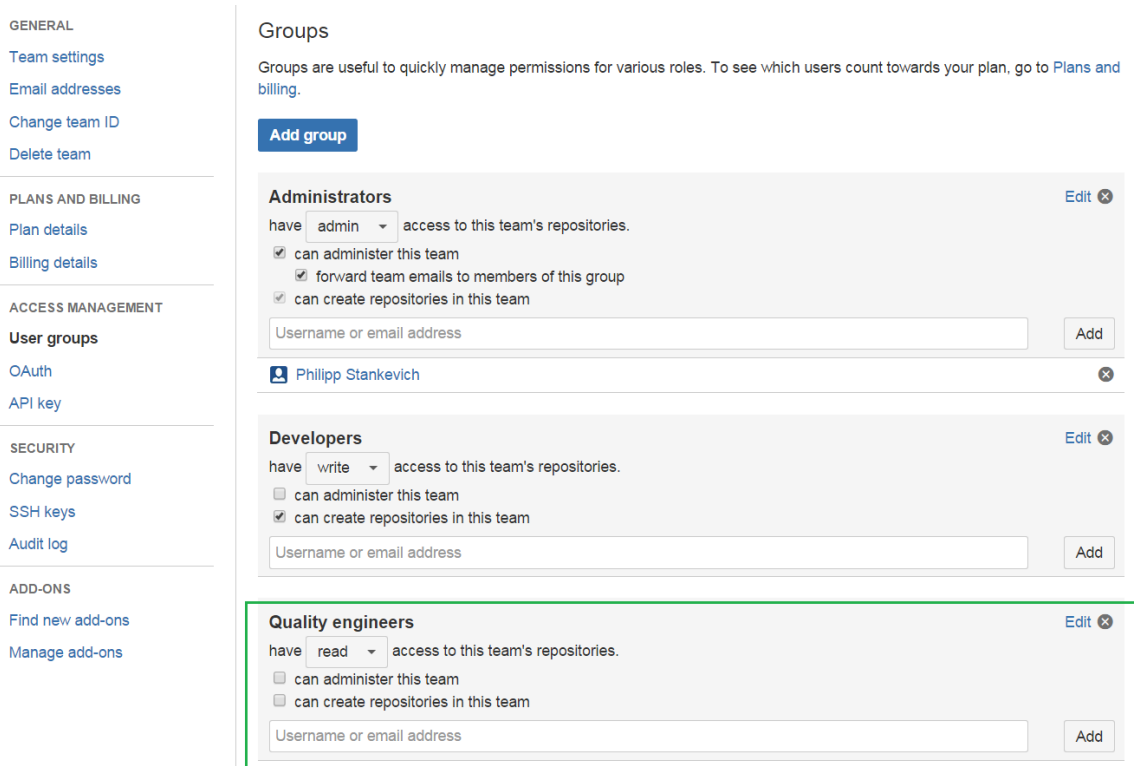 GENERAL
Team settings
Email addresses
Change team ID
Delete team
PLANS AND BILLING
Plan details
Billing details
ACCESS MANAGEMENT
User groups
OAuth
API key
SECURITY
Change password
SSH keys
Audit log
ADD-ONS
Find new add-ons
Manage add-ons
Groups
Groups are useful to quickly manage permissions for various roles. To see which users count towards your plan, go to Plans and
billing.
Add group
Administrators Edit
have admin access to this team's repositories.
can administer this team
forward team emails to members of this group
can create repositories in this team
Username or email address Add
Philipp Stankevich
Developers Edit
have write access to this team's repositories.
can administer this team
can create repositories in this team
Username or email address Add
Quality engineers Edit
have read access to this team's repositories.
can administer this team
can create repositories in this team
Username or email address Add